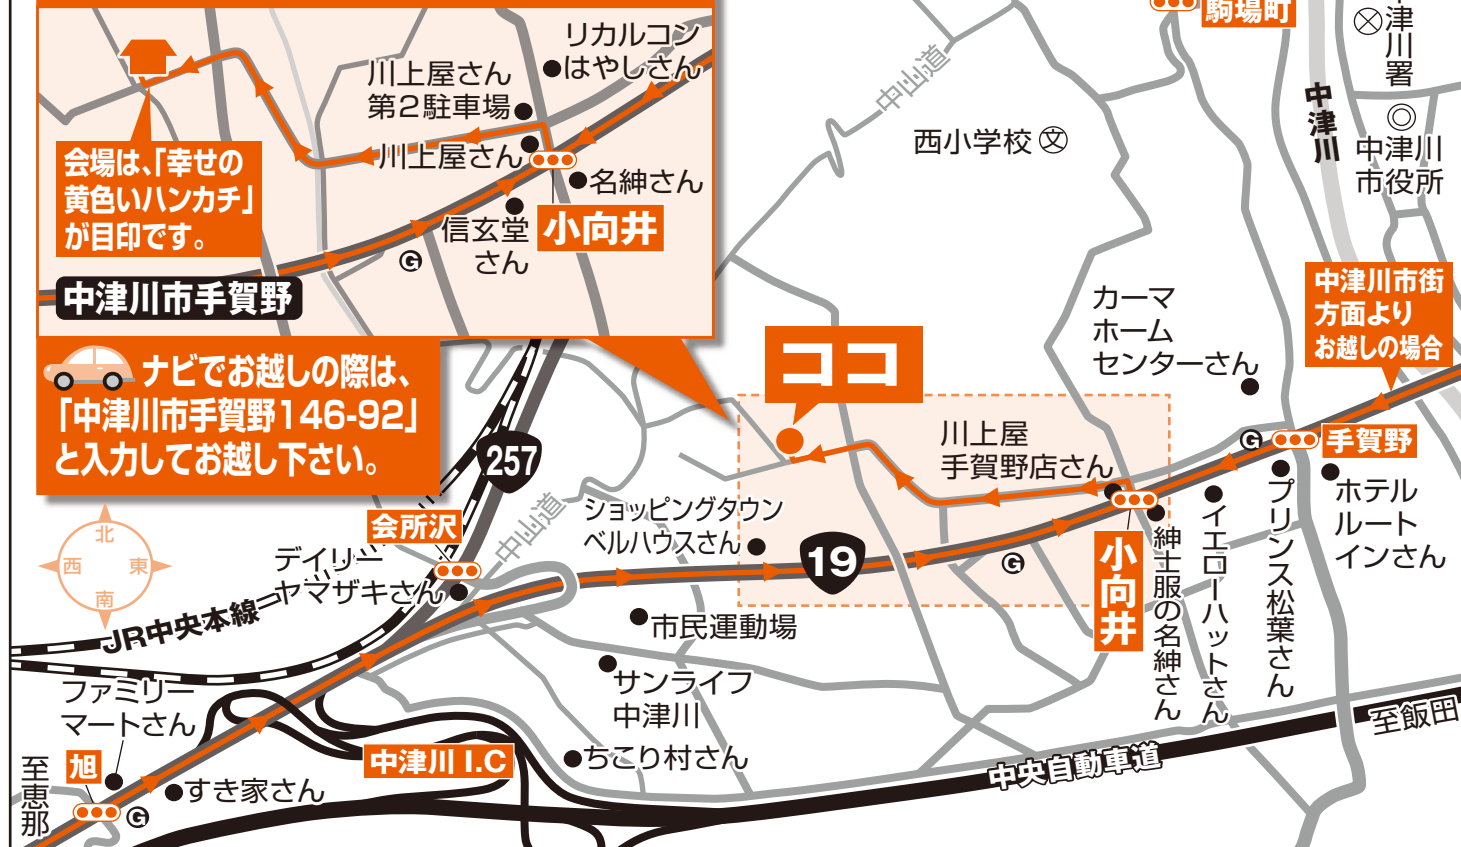 リカルコン
はやしさん
川上屋さん
第2駐車場
川上屋さん
名紳さん
小向井
信玄堂
さん
G
会場は、「幸せの
黄色いハンカチ」
が目印です。
中津川市手賀野
ナビでお越しの際は、
「中津川市手賀野146-92」
と入力してお越し下さい。
駒場町
中津川署
中山道
西小学校
文
中津川
中津川
市役所
中津川市街
方面より
お越しの場合
カーマ
ホーム
センターさん
ココ
川上屋
手賀野店さん
G
手賀野
257
中山道
ショッピングタウン
ベルハウスさん
19
G
小向井
紳士服の名紳さん
イエローハットさん
プリンス松葉さん
ホテル
ルート
インさん
北
西
東
南
会所沢
デイリー
ヤマザキさん
JR中央本線
市民運動場
サンライフ
中津川
ちこり村さん
ファミリー
マートさん
中津川 I.C
旭
すき家さん
G
至恵那
中央自動車道
至飯田